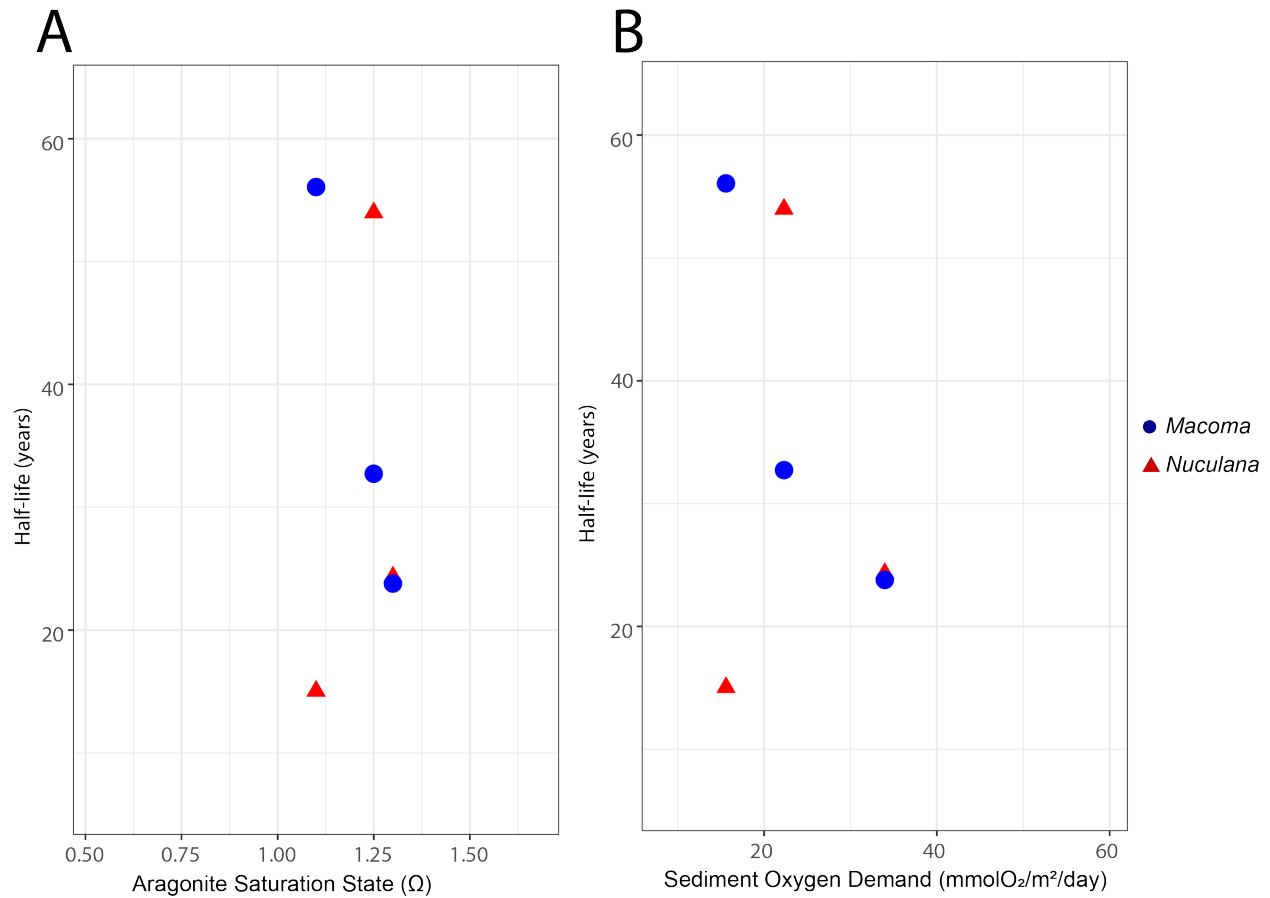 A
B
60
40
20
Half-life (years)
0.50 0.75 1.00 1.25 1.50
Aragonite Saturation State (Ω)
60
40
20
Half-life (years)
20 40 60
Sediment Oxygen Demand (mmolO₂/m²/day)
Macoma
Nuculana